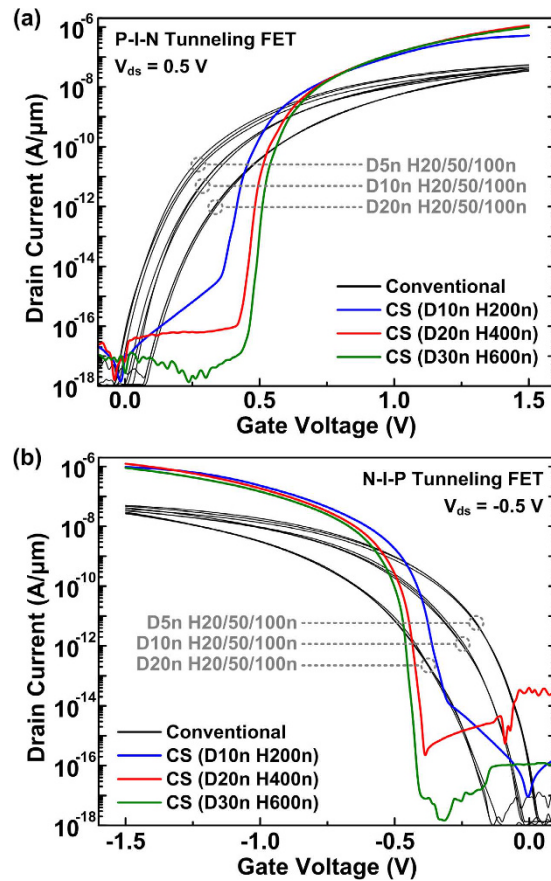 (a)
P-I-N Tunneling FET
V_ds = 0.5 V
D5n H20/50/100n
D10n H20/50/100n
D20n H20/50/100n
Conventional
CS (D10n H200n)
CS (D20n H400n)
CS (D30n H600n)
Drain Current (A/μm)
10^-6
10^-8
10^-10
10^-12
10^-14
10^-16
10^-18
0.0 0.5 1.0 1.5
Gate Voltage (V)
(b)
N-I-P Tunneling FET
V_ds = -0.5 V
D5n H20/50/100n
D10n H20/50/100n
D20n H20/50/100n
Conventional
CS (D10n H200n)
CS (D20n H400n)
CS (D30n H600n)
Drain Current (A/μm)
10^-6
10^-8
10^-10
10^-12
10^-14
10^-16
10^-18
-1.5 -1.0 -0.5 0.0
Gate Voltage (V)